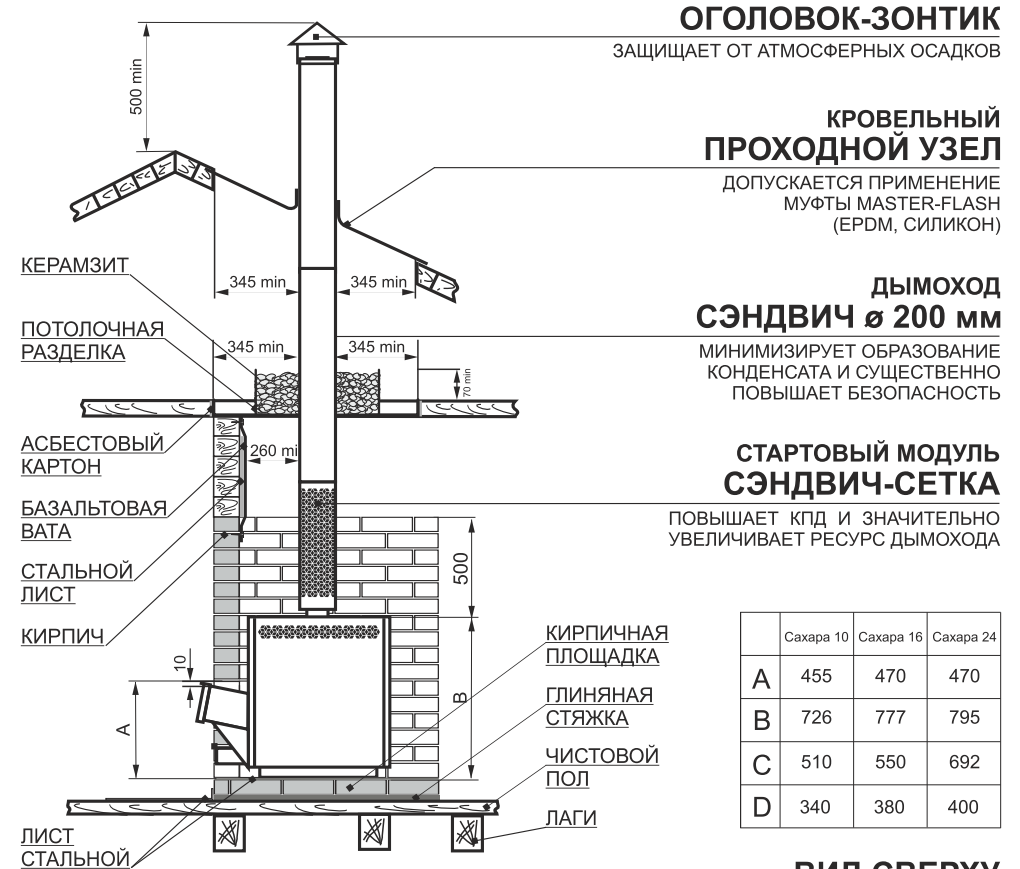 ОГОЛОВОК-ЗОНТИК
ЗАЩИЩАЕТ ОТ АТМОСФЕРНЫХ ОСАДКОВ
500 min
КРОВЕЛЬНЫЙ
ПРОХОДНОЙ УЗЕЛ
ДОПУСКАЕТСЯ ПРИМЕНЕНИЕ
МУФТЫ MASTER-FLASH
(EPDM, СИЛИКОН)
КЕРАМЗИТ
345 min
345 min
ДЫМОХОД
СЭНДВИЧ ø 200 мм
МИНИМИЗИРУЕТ ОБРАЗОВАНИЕ
КОНДЕНСАТА И СУЩЕСТВЕННО
ПОВЫШАЕТ БЕЗОПАСНОСТЬ
ПОТОЛОЧНАЯ
РАЗДЕЛКА
345 min
345 min
70 min
АСБЕСТОВЫЙ
КАРТОН
260 mi
СТАРТОВЫЙ МОДУЛЬ
СЭНДВИЧ-СЕТКА
ПОВЫШАЕТ КПД И ЗНАЧИТЕЛЬНО
УВЕЛИЧИВАЕТ РЕСУРС ДЫМОХОДА
БАЗАЛЬТОВАЯ
ВАТА
СТАЛЬНОЙ
ЛИСТ
500
КИРПИЧ
10
A
B
КИРПИЧНАЯ
ПЛОЩАДКА
ГЛИНЯНАЯ
СТЯЖКА
ЧИСТОВОЙ
ПОЛ
ЛАГИ
ЛИСТ
СТАЛЬНОЙ
Сахара 10 Сахара 16 Сахара 24
A 455 470 470
B 726 777 795
C 510 550 692
D 340 380 400
ВИД СВЕРХУ